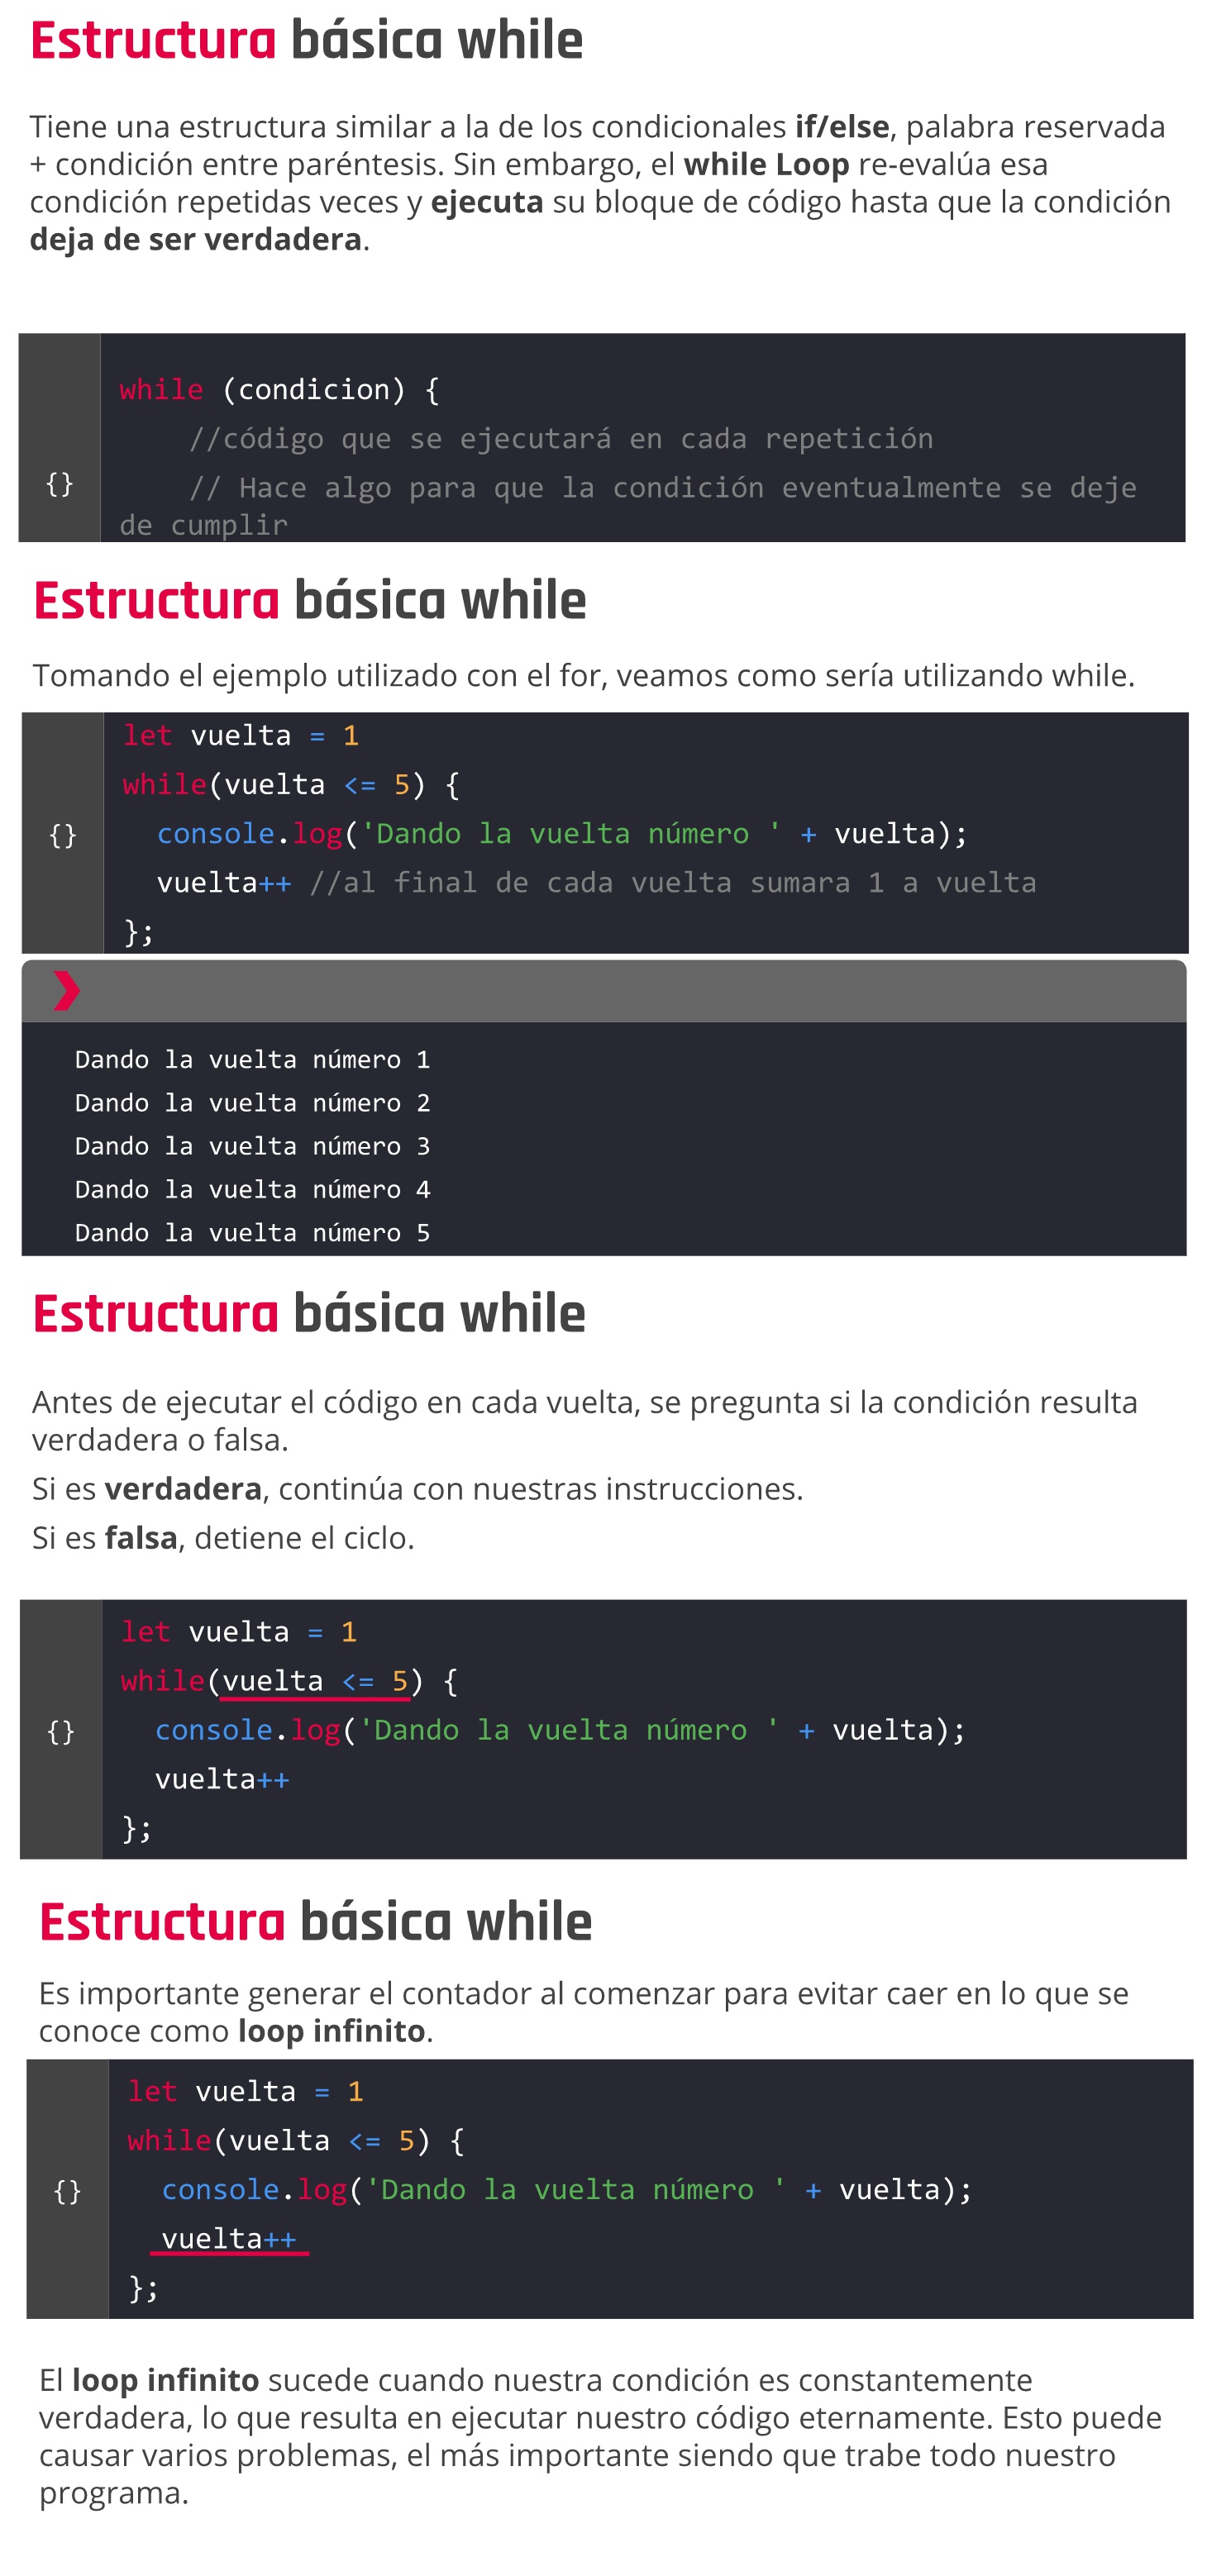 Estructura básica while
Tiene una estructura similar a la de los condicionales if/else, palabra reservada
+ condición entre paréntesis. Sin embargo, el while Loop re-evalúa esa
condición repetidas veces y ejecuta su bloque de código hasta que la condición
deja de ser verdadera.
while (condicion) {
//código que se ejecutará en cada repetición
{}
// Hace algo para que la condición eventualmente se deje
de cumplir
Estructura básica while
Tomando el ejemplo utilizado con el for, veamos como sería utilizando while.
let vuelta = 1
while(vuelta <= 5) {
{}
console.log('Dando la vuelta número ' + vuelta);
vuelta++ //al final de cada vuelta sumara 1 a vuelta
};
Dando la vuelta número 1
Dando la vuelta número 2
Dando la vuelta número 3
Dando la vuelta número 4
Dando la vuelta número 5
Estructura básica while
Antes de ejecutar el código en cada vuelta, se pregunta si la condición resulta
verdadera o falsa.
Si es verdadera, continúa con nuestras instrucciones.
Si es falsa, detiene el ciclo.
let vuelta = 1
while(vuelta <= 5) {
{}
console.log('Dando la vuelta número ' + vuelta);
vuelta++
};
Estructura básica while
Es importante generar el contador al comenzar para evitar caer en lo que se
conoce como loop infinito.
let vuelta = 1
while(vuelta <= 5) {
{}
console.log('Dando la vuelta número ' + vuelta);
vuelta++
};
El loop infinito sucede cuando nuestra condición es constantemente
verdadera, lo que resulta en ejecutar nuestro código eternamente. Esto puede
causar varios problemas, el más importante siendo que trabe todo nuestro
programa.